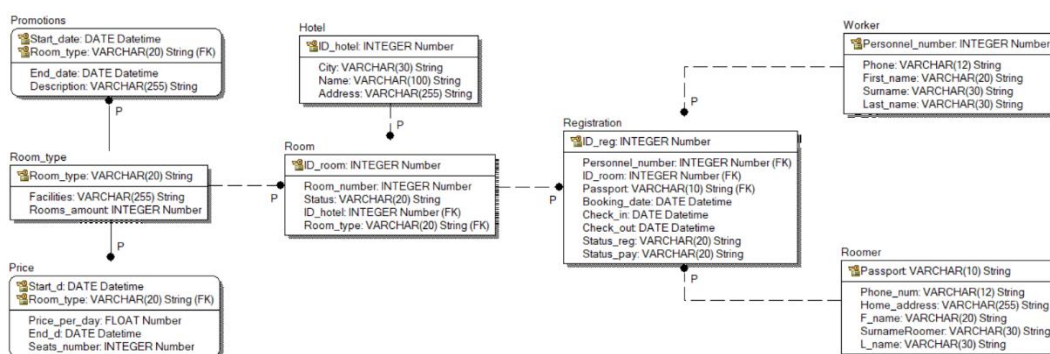 Promotions
Start_date: DATE Datetime
Room_type: VARCHAR(20) String (FK)
End_date: DATE Datetime
Description: VARCHAR(255) String
P
Hotel
ID_hotel: INTEGER Number
City: VARCHAR(30) String
Name: VARCHAR(100) String
Address: VARCHAR(255) String
P
Worker
Personnel_number: INTEGER Number
Phone: VARCHAR(12) String
First_name: VARCHAR(20) String
Surname: VARCHAR(30) String
Last_name: VARCHAR(30) String
P
Room_type
Room_type: VARCHAR(20) String
Facilities: VARCHAR(255) String
Rooms_amount: INTEGER Number
P
P
Room
ID_room: INTEGER Number
Room_number: INTEGER Number
Status: VARCHAR(20) String
ID_hotel: INTEGER Number (FK)
Room_type: VARCHAR(20) String (FK)
P
Registration
ID_reg: INTEGER Number
Personnel_number: INTEGER Number (FK)
ID_room: INTEGER Number (FK)
Passport: VARCHAR(10) String (FK)
Booking_date: DATE Datetime
Check_in: DATE Datetime
Check_out: DATE Datetime
Status_reg: VARCHAR(20) String
Status_pay: VARCHAR(20) String
P
Price
Start_d: DATE Datetime
Room_type: VARCHAR(20) String (FK)
Price_per_day: FLOAT Number
End_d: DATE Datetime
Seats_number: INTEGER Number
Roomer
Passport: VARCHAR(10) String
Phone_num: VARCHAR(12) String
Home_address: VARCHAR(255) String
F_name: VARCHAR(20) String
SurnameRoomer: VARCHAR(30) String
L_name: VARCHAR(30) String